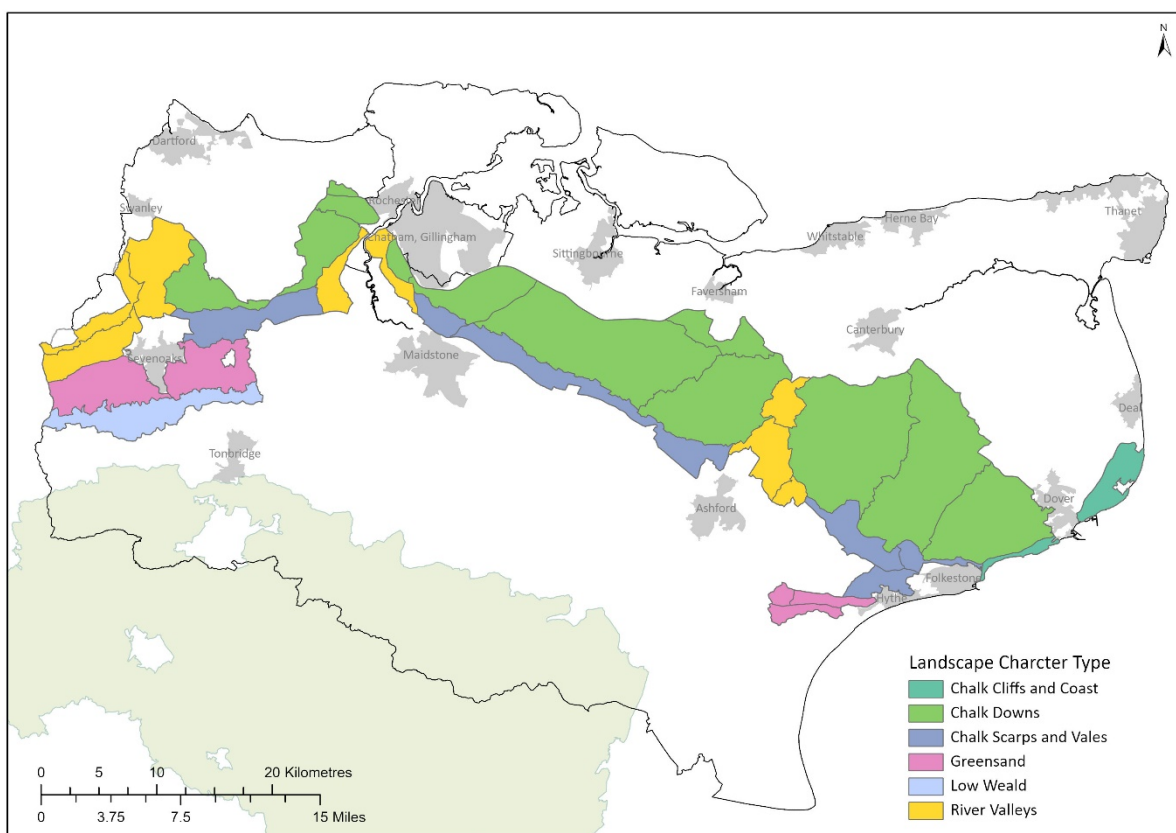 N
Dartford
Swanley
Rochester
Chatham, Gillingham
Sittingbourne
Whitstable
Herne Bay
Thanet
Faversham
Canterbury
Sevenoaks
Maidstone
Deal
Tonbridge
Ashford
Dover
Folkestone
Hythe
Landscape Charcter Type
Chalk Cliffs and Coast
Chalk Downs
Chalk Scarps and Vales
Greensand
Low Weald
River Valleys
0 5 10 20 Kilometres
0 3.75 7.5 15 Miles